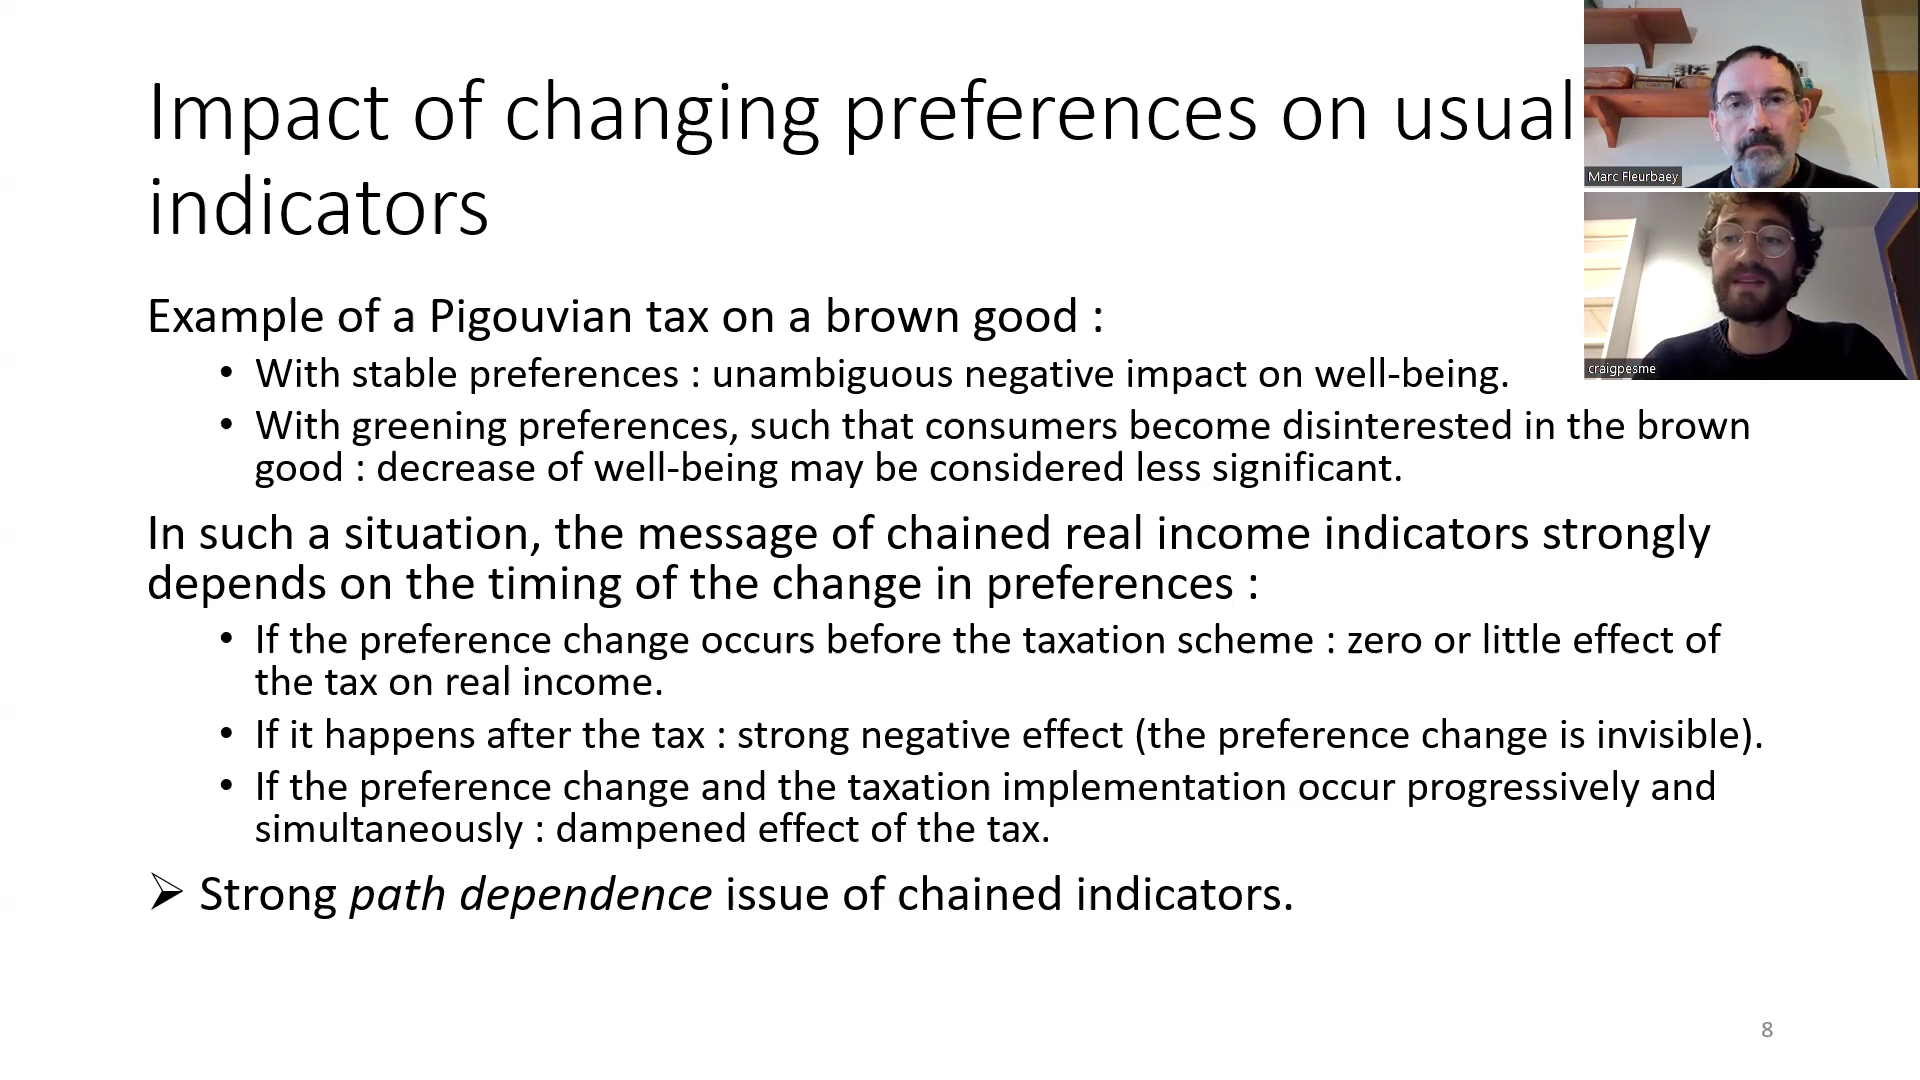 Impact of changing preferences on usual
indicators
Marc Fleurbaey
craigpesme
Example of a Pigouvian tax on a brown good :
• With stable preferences : unambiguous negative impact on well-being.
• With greening preferences, such that consumers become disinterested in the brown
good : decrease of well-being may be considered less significant.
In such a situation, the message of chained real income indicators strongly
depends on the timing of the change in preferences :
• If the preference change occurs before the taxation scheme : zero or little effect of
the tax on real income.
• If it happens after the tax : strong negative effect (the preference change is invisible).
• If the preference change and the taxation implementation occur progressively and
simultaneously : dampened effect of the tax.
➢ Strong path dependence issue of chained indicators.
8